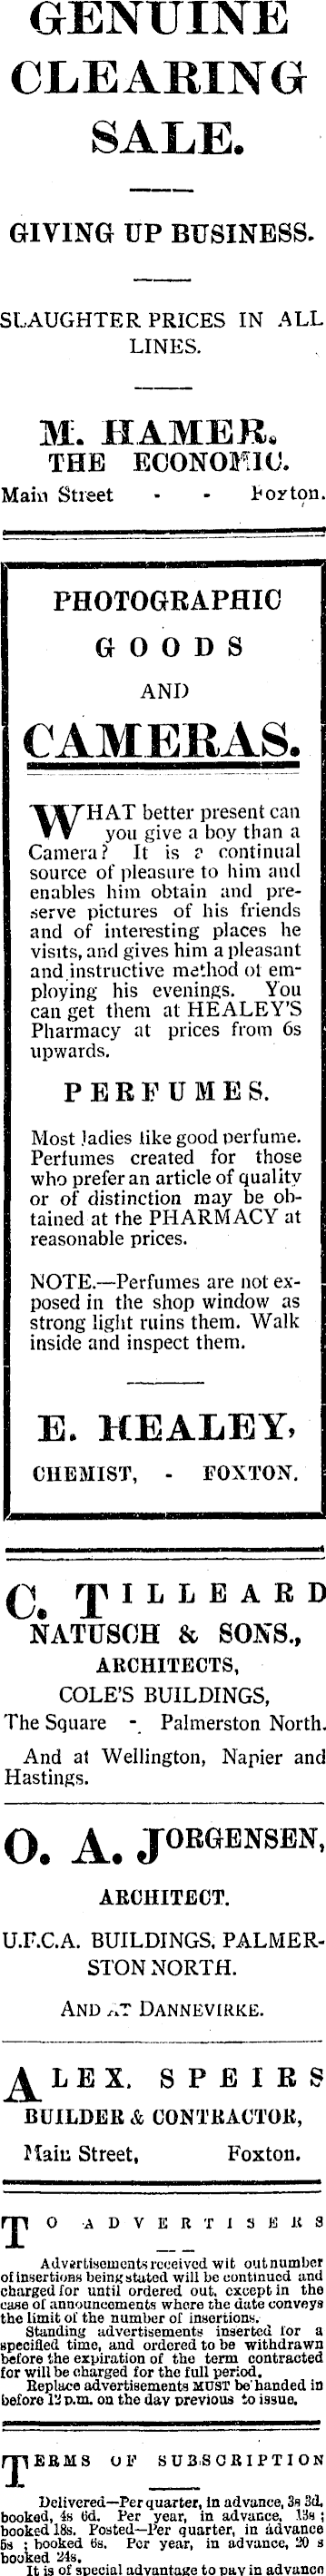 GENUINE
CLEARING
SALE.
GIVING UP BUSINESS.
SLAUGHTER PRICES IN ALL
LINES.
M. HAMER,
THE ECONOMIC.
Main Street - - Foxton.
PHOTOGRAPHIC
GOODS
AND
CAMERAS.
WHAT better present can
you give a boy than a
Camera? It is a continual
source of pleasure to him and
enables him obtain and pre-
serve pictures of his friends
and of interesting places he
visits, and gives him a pleasant
and instructive method of em-
ploying his evenings. You
can get them at HEALEY'S
Pharmacy at prices from 6s
upwards.
PERFUMES.
Most ladies like good perfume.
Perfumes created for those
who prefer an article of quality
or of distinction may be ob-
tained at the PHARMACY at
reasonable prices.
NOTE.—Perfumes are not ex-
posed in the shop window as
strong light ruins them. Walk
inside and inspect them.
E. HEALEY,
CHEMIST, - FOXTON.
C. TILLEARD
NATUSCH & SONS.,
ARCHITECTS,
COLE'S BUILDINGS,
The Square - Palmerston North.
And at Wellington, Napier and
Hastings.
O. A. JORGENSEN,
ARCHITECT.
U.F.C.A. BUILDINGS, PALMER-
STON NORTH.
AND AT DANNEVIRKE.
ALEX. SPEIRS
BUILDER & CONTRACTOR,
Main Street, Foxton.
TO ADVERTISERS
Advertisements received wit out number
of insertions being stated will be continued and
charged for until ordered out, except in the
case of announcements where the date conveys
the limit of the number of insertions.
Standing advertisements inserted for a
specified time, and ordered to be withdrawn
before the expiration of the term contracted
for will be charged for the full period.
Replace advertisements MUST be handed in
before 12 p.m. on the day previous to issue.
TERMS OF SUBSCRIPTION
Delivered—Per quarter, in advance, 3s 3d,
booked, 4s 6d. Per year, in advance, 13s;
booked 18s. Posted—Per quarter, in advance
5s; booked 6s. Per year, in advance, 20 s
booked 24s.
It is of special advantage to pay in advance